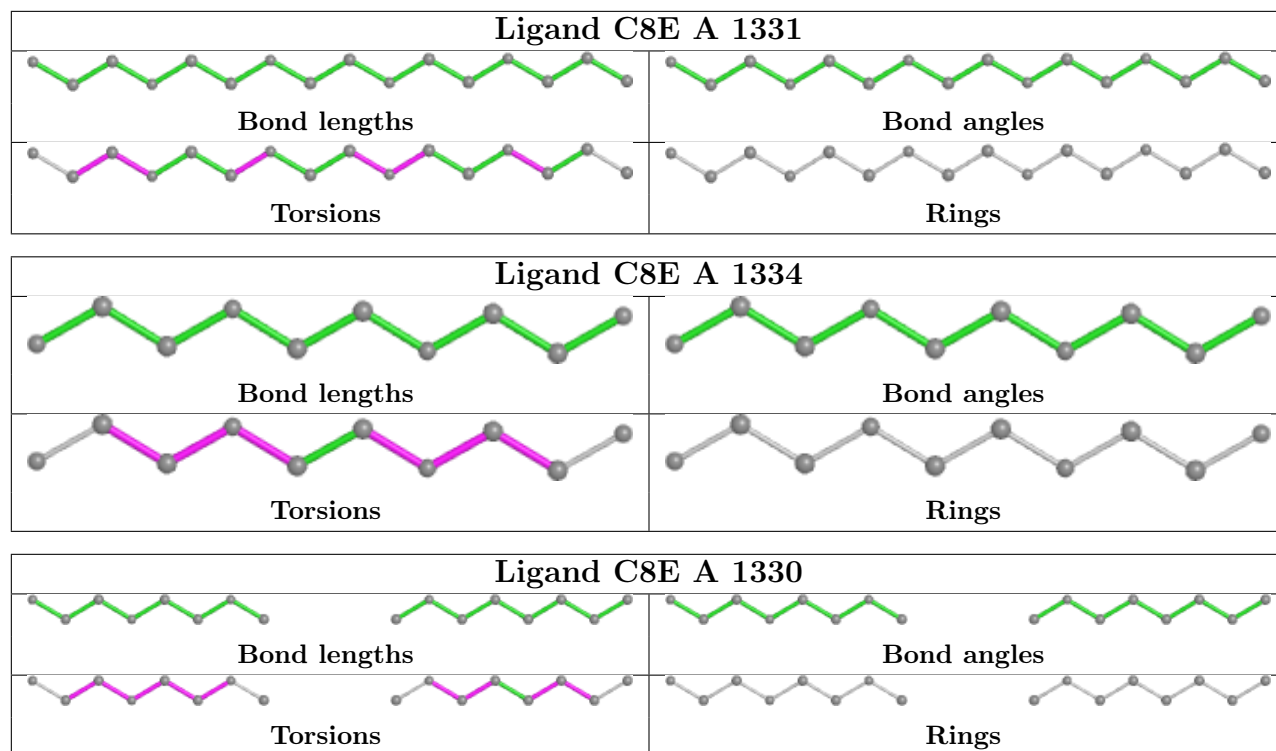 Ligand C8E A 1331
Bond lengths
Bond angles
Torsions
Rings
Ligand C8E A 1334
Bond lengths
Bond angles
Torsions
Rings
Ligand C8E A 1330
Bond lengths
Bond angles
Torsions
Rings